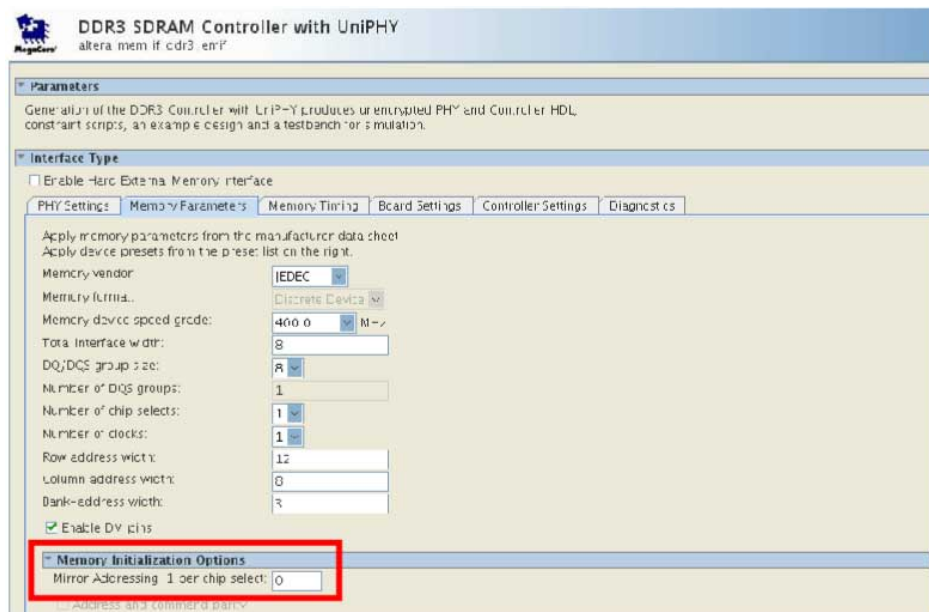 DDR3 SDRAM Controller with UniPHY
MegaCore
altera_mem_if_ddr3_emif
Parameters
Generation of the DDR3 Controller with UniPHY produces unencrypted PHY and Controller HDL,
constraint scripts, an example design and a testbench for simulation.
Interface Type
Enable Hard External Memory Interface
PHY Settings Memory Parameters Memory Timing Board Settings Controller Settings Diagnostics
Apply memory parameters from the manufacturer data sheet
Apply device presets from the preset list on the right.
Memory vendor: JEDEC
Memory format: Discrete Device
Memory device speed grade: 400.0 MHz
Total interface width: 8
DQ/DQS group size: 8
Number of DQS groups: 1
Number of chip selects: 1
Number of clocks: 1
Row address width: 12
Column address width: 8
Bank-address width: 3
Enable DM pins
Memory Initialization Options
Mirror Addressing: 1 per chip select: 0
Address and command parity